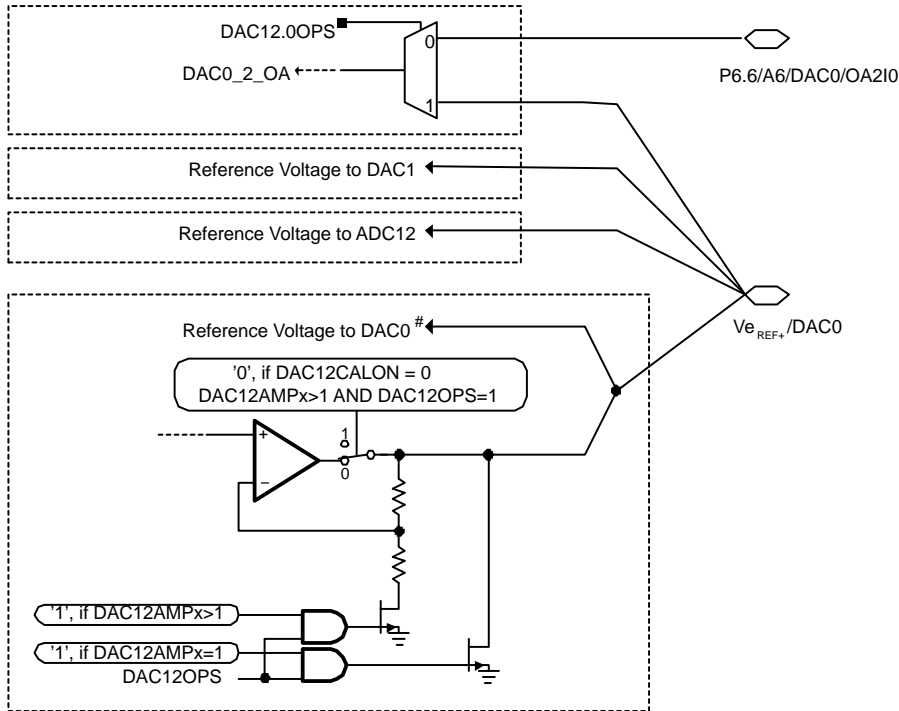 DAC12.0OPS
0
DAC0_2_OA
P6.6/A6/DAC0/OA2I0
1
Reference Voltage to DAC1
Reference Voltage to ADC12
Reference Voltage to DAC0 #
VeREF+/DAC0
'0', if DAC12CALON = 0
DAC12AMPx>1 AND DAC12OPS=1
+
1
−
0
'1', if DAC12AMPx>1
'1', if DAC12AMPx=1
DAC12OPS